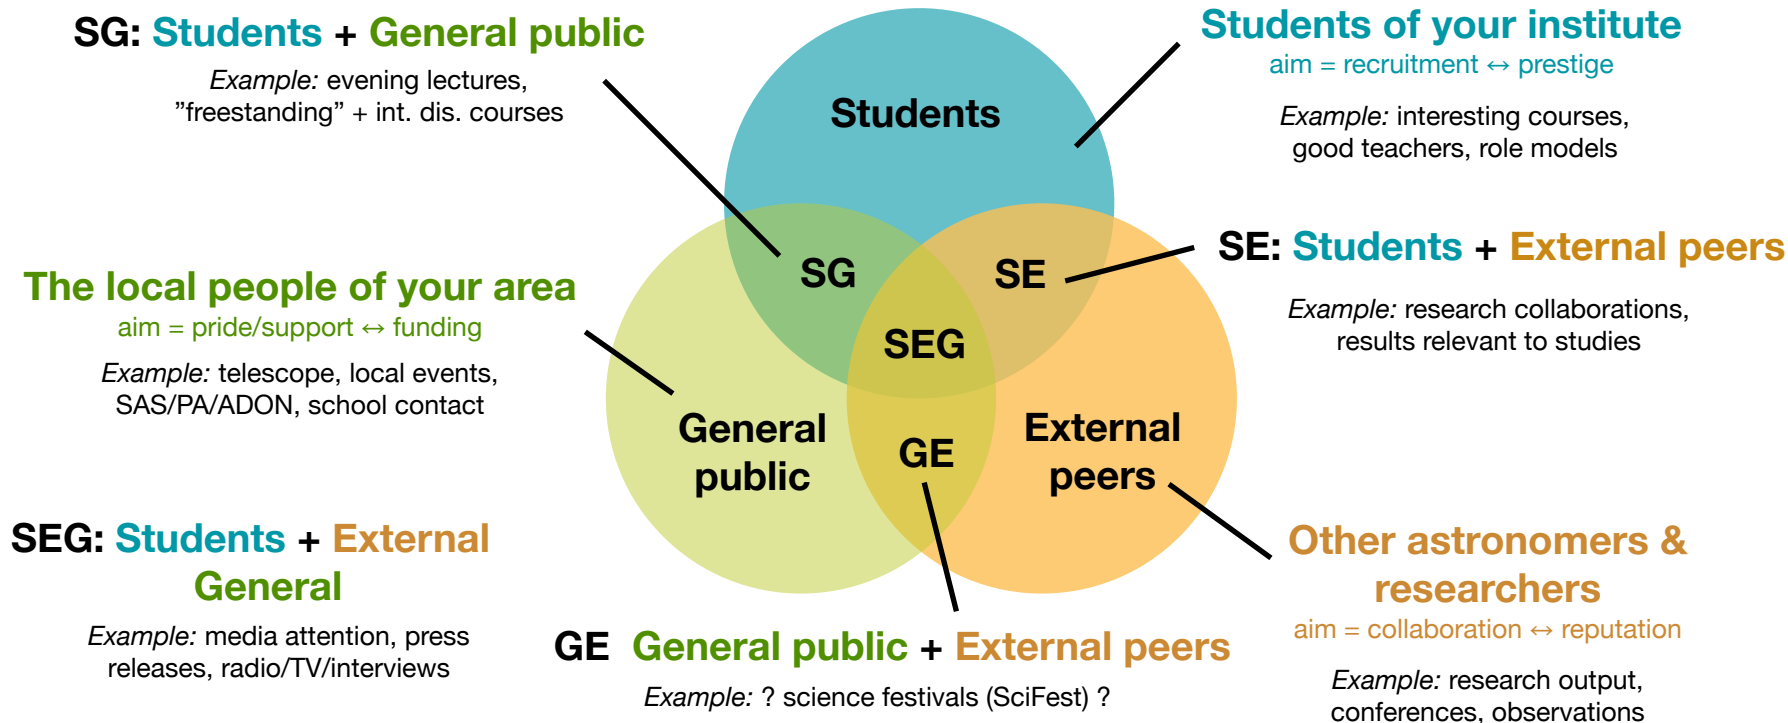 SG: Students + General public
Example: evening lectures,
”freestanding” + int. dis. courses
Students of your institute
aim = recruitment ↔ prestige
Example: interesting courses,
good teachers, role models
Students
SG
SE
SEG
GE
General
public
External
peers
SE: Students + External peers
Example: research collaborations,
results relevant to studies
The local people of your area
aim = pride/support ↔ funding
Example: telescope, local events,
SAS/PA/ADON, school contact
SEG: Students + External
General
Example: media attention, press
releases, radio/TV/interviews
GE General public + External peers
Example: ? science festivals (SciFest) ?
Other astronomers &
researchers
aim = collaboration ↔ reputation
Example: research output,
conferences, observations